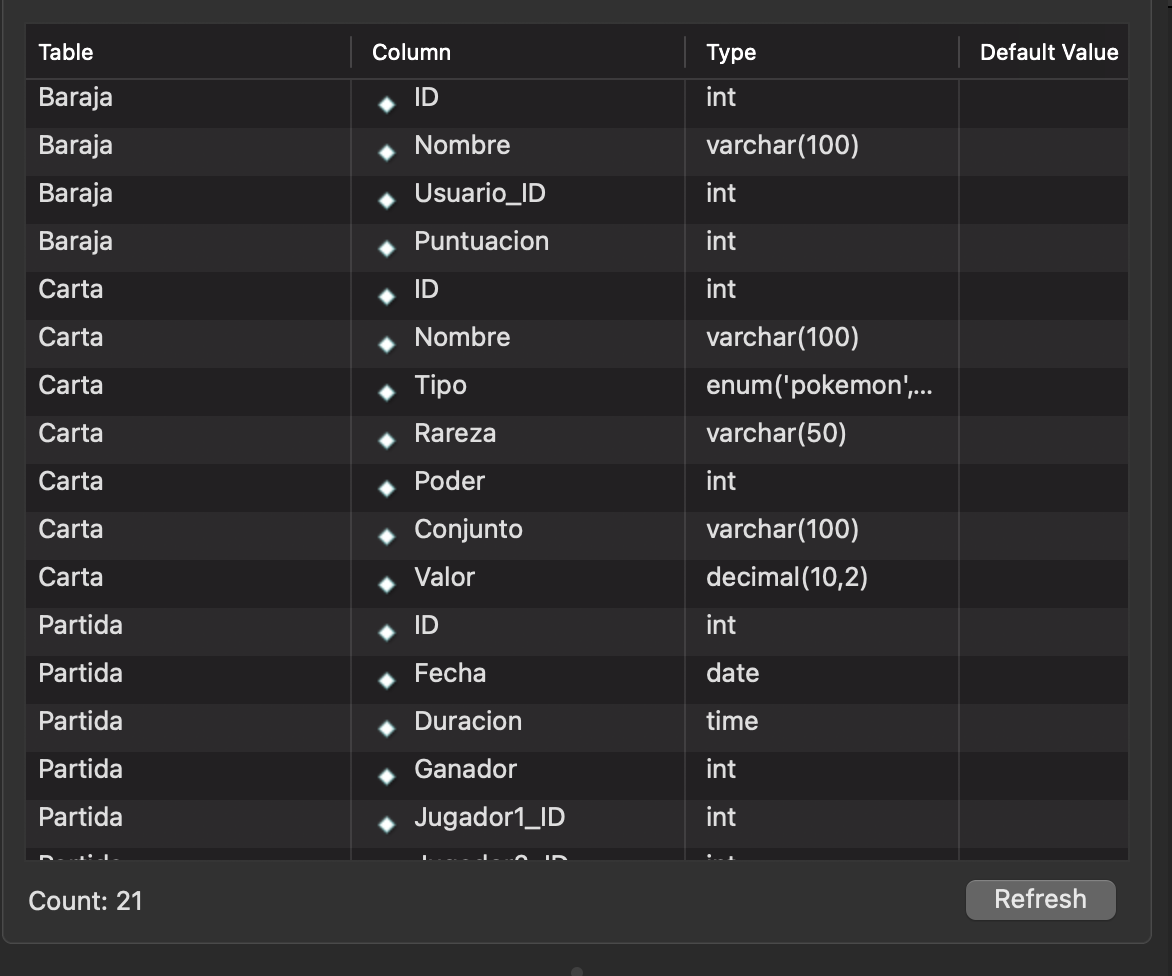 Table Column Type Default Value
Baraja ID int
Baraja Nombre varchar(100)
Baraja Usuario_ID int
Baraja Puntuacion int
Carta ID int
Carta Nombre varchar(100)
Carta Tipo enum('pokemon',...
Carta Rareza varchar(50)
Carta Poder int
Carta Conjunto varchar(100)
Carta Valor decimal(10,2)
Partida ID int
Partida Fecha date
Partida Duracion time
Partida Ganador int
Partida Jugador1_ID int
Count: 21 Refresh